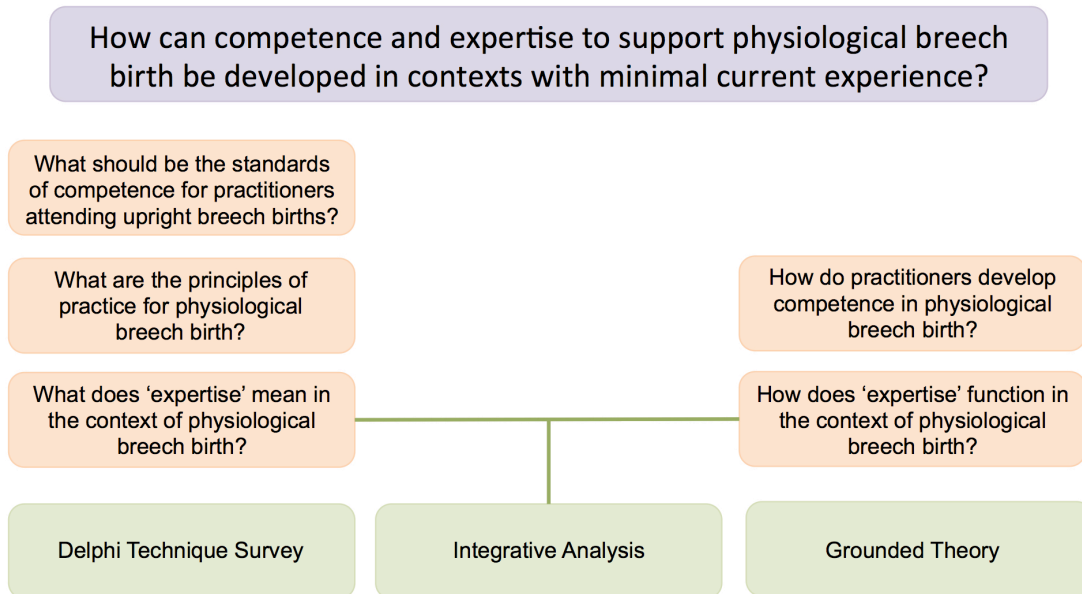 How can competence and expertise to support physiological breech
birth be developed in contexts with minimal current experience?
What should be the standards
of competence for practitioners
attending upright breech births?
What are the principles of
practice for physiological
breech birth?
How do practitioners develop
competence in physiological
breech birth?
What does ‘expertise’ mean in
the context of physiological
breech birth?
How does ‘expertise’ function in
the context of physiological
breech birth?
Delphi Technique Survey
Integrative Analysis
Grounded Theory